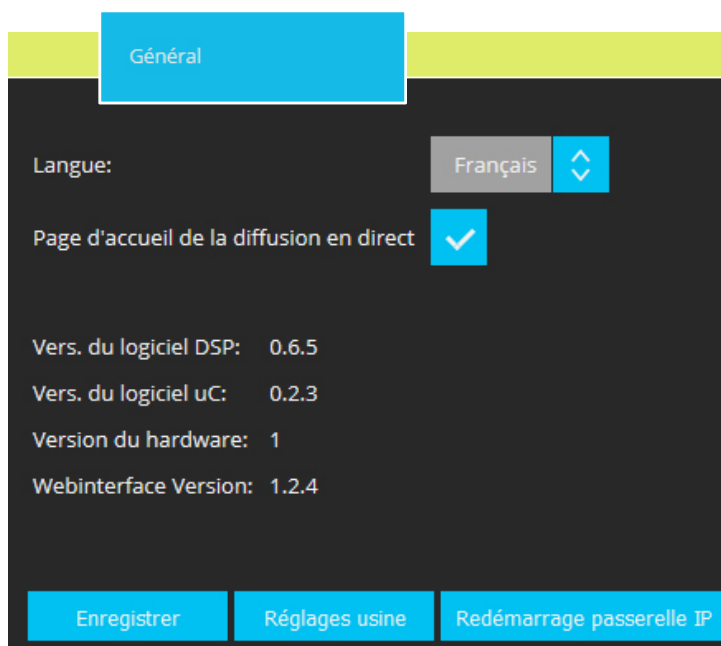 Général
Langue: Français
Page d'accueil de la diffusion en direct
Vers. du logiciel DSP: 0.6.5
Vers. du logiciel uC: 0.2.3
Version du hardware: 1
Webinterface Version: 1.2.4
Enregistrer Réglages usine Redémarrage passerelle IP